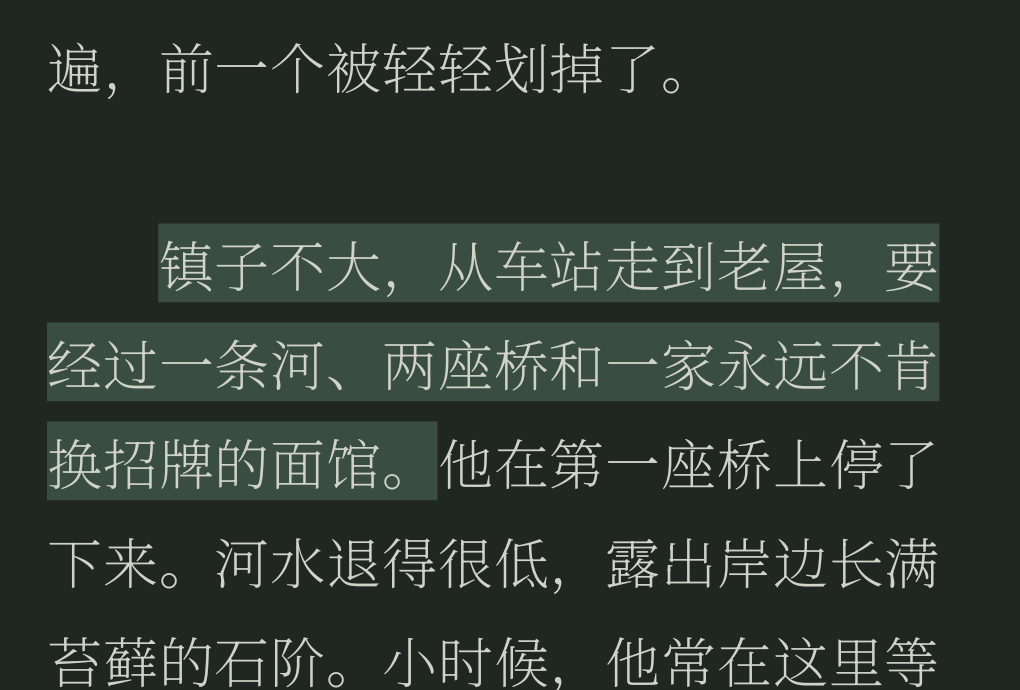 遍，前一个被轻轻划掉了。
镇子不大，从车站走到老屋，要
经过一条河、两座桥和一家永远不肯
换招牌的面馆。他在第一座桥上停了
下来。河水退得很低，露出岸边长满
苔藓的石阶。小时候，他常在这里等